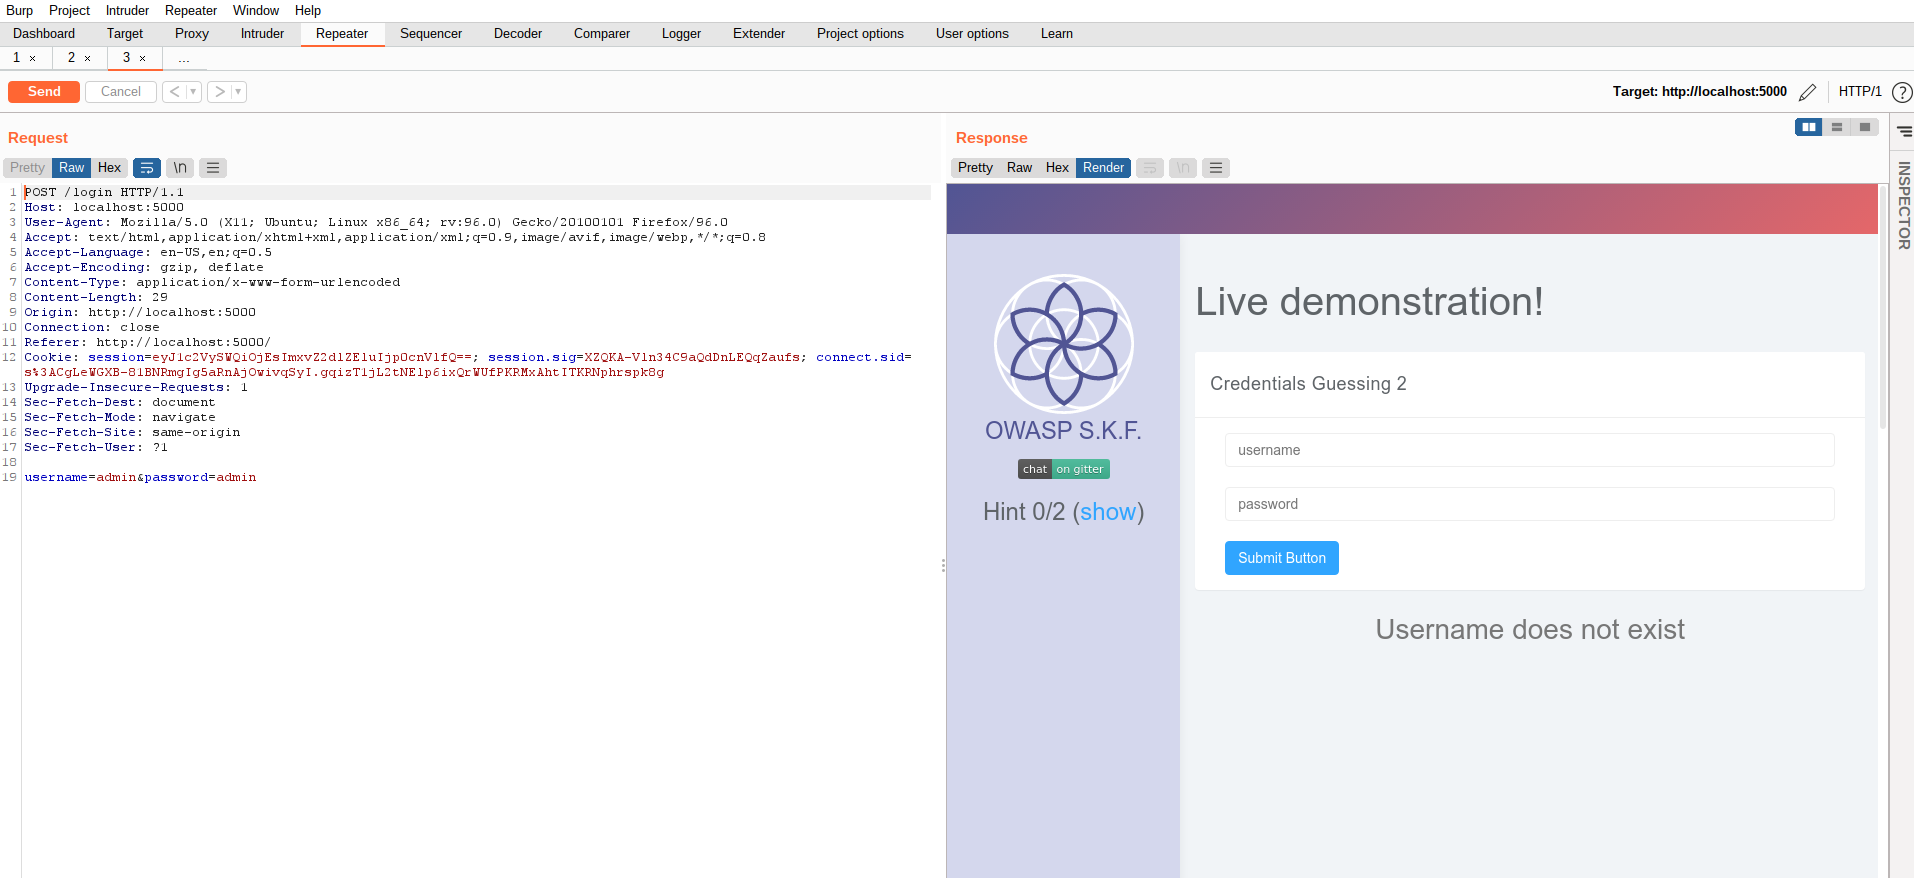 Burp Project Intruder Repeater Window Help
Dashboard Target Proxy Intruder Repeater Sequencer Decoder Comparer Logger Extender Project options User options Learn
1 × 2 × 3 × ...
Send Cancel < > Target: http://localhost:5000 HTTP/1 ?
Request
Pretty Raw Hex \n
1 POST /login HTTP/1.1
2 Host: localhost:5000
3 User-Agent: Mozilla/5.0 (X11; Ubuntu; Linux x86_64; rv:96.0) Gecko/20100101 Firefox/96.0
4 Accept: text/html,application/xhtml+xml,application/xml;q=0.9,image/avif,image/webp,*/*;q=0.8
5 Accept-Language: en-US,en;q=0.5
6 Accept-Encoding: gzip, deflate
7 Content-Type: application/x-www-form-urlencoded
8 Content-Length: 29
9 Origin: http://localhost:5000
10 Connection: close
11 Referer: http://localhost:5000/
12 Cookie: session=eyJ1c2VySWQiOjEsImxvZ2dlZEluIjp0cnVlfQ==; session.sig=XZQKA-Vln34C9aQdDnLEQqZaufs; connect.sid=
s%3ACgLeWGXB-81BNRmgIg5aRnAjOwivqSyI.gqizT1jL2tNElp6ixQrWUfPKRMxAhtITKRNphrspk8g
13 Upgrade-Insecure-Requests: 1
14 Sec-Fetch-Dest: document
15 Sec-Fetch-Mode: navigate
16 Sec-Fetch-Site: same-origin
17 Sec-Fetch-User: ?1
18
19 username=admin&password=admin
Response
Pretty Raw Hex Render \n
INSPECTOR
OWASP S.K.F.
chat on gitter
Hint 0/2 (show)
Live demonstration!
Credentials Guessing 2
username
password
Submit Button
Username does not exist